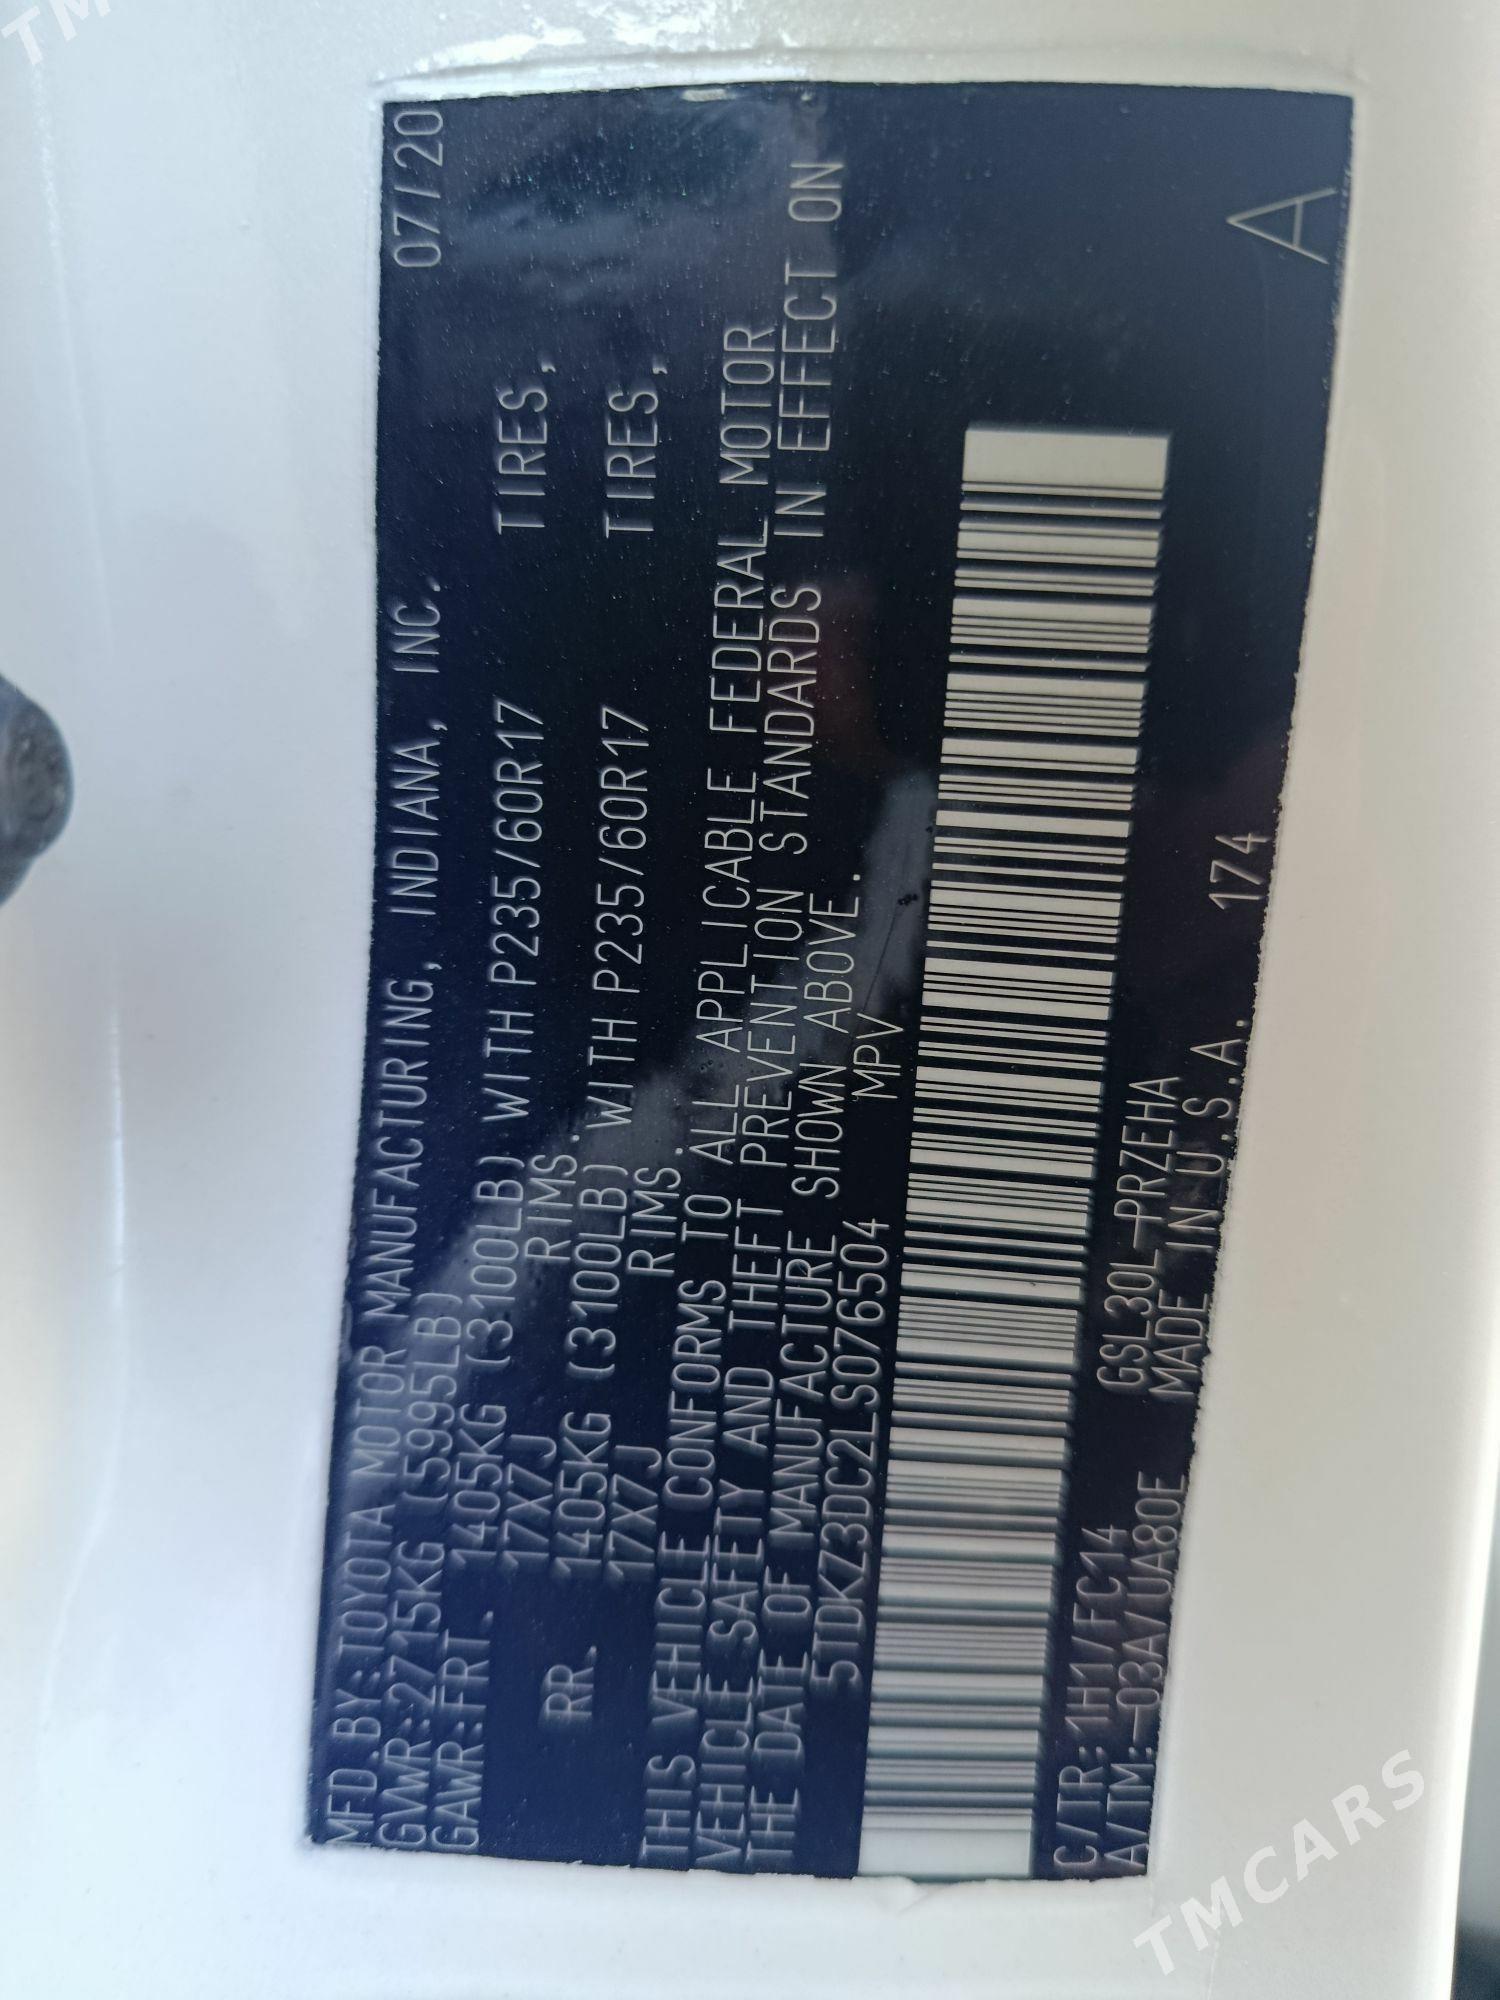 MFD.BY:TOYOTA MOTOR MANUFACTURING, INDIANA, INC. 07/20
GVWR:2715KG (5995LB)
GAWR:FRT. 1405KG (3100LB) WITH P235/60R17 TIRES,
17X7J RIMS.
RR. 1405KG (3100LB) WITH P235/60R17 TIRES,
17X7J RIMS.
THIS VEHICLE CONFORMS TO ALL APPLICABLE FEDERAL MOTOR
VEHICLE SAFETY AND THEFT PREVENTION STANDARDS IN EFFECT ON
THE DATE OF MANUFACTURE SHOWN ABOVE.
5TDKZ3DC2LS076504 MPV
C/TR: 1H1/FC14 GSL30L-PRZEHA
A/TM:-03A/UA80E MADE IN U.S.A. 174
A
TMCARS
TM